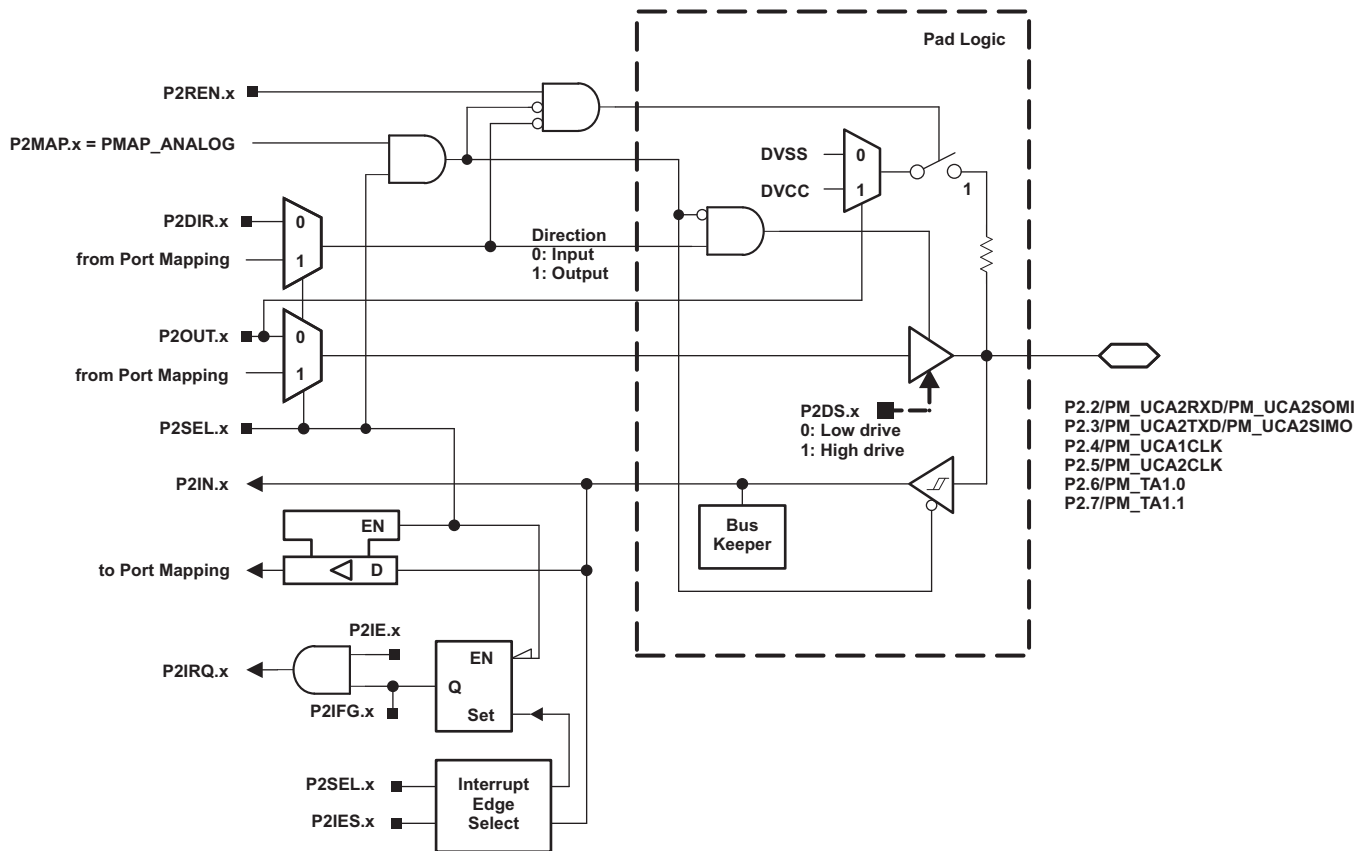 Pad Logic
P2REN.x
P2MAP.x = PMAP_ANALOG
DVSS
0
DVCC
1
1
P2DIR.x
0
from Port Mapping
1
Direction
0: Input
1: Output
P2OUT.x
0
from Port Mapping
1
P2SEL.x
P2DS.x
0: Low drive
1: High drive
P2.2/PM_UCA2RXD/PM_UCA2SOMI
P2.3/PM_UCA2TXD/PM_UCA2SIMO
P2.4/PM_UCA1CLK
P2.5/PM_UCA2CLK
P2.6/PM_TA1.0
P2.7/PM_TA1.1
P2IN.x
Bus
Keeper
EN
to Port Mapping
D
P2IE.x
P2IRQ.x
EN
Q
P2IFG.x
Set
P2SEL.x
P2IES.x
Interrupt
Edge
Select